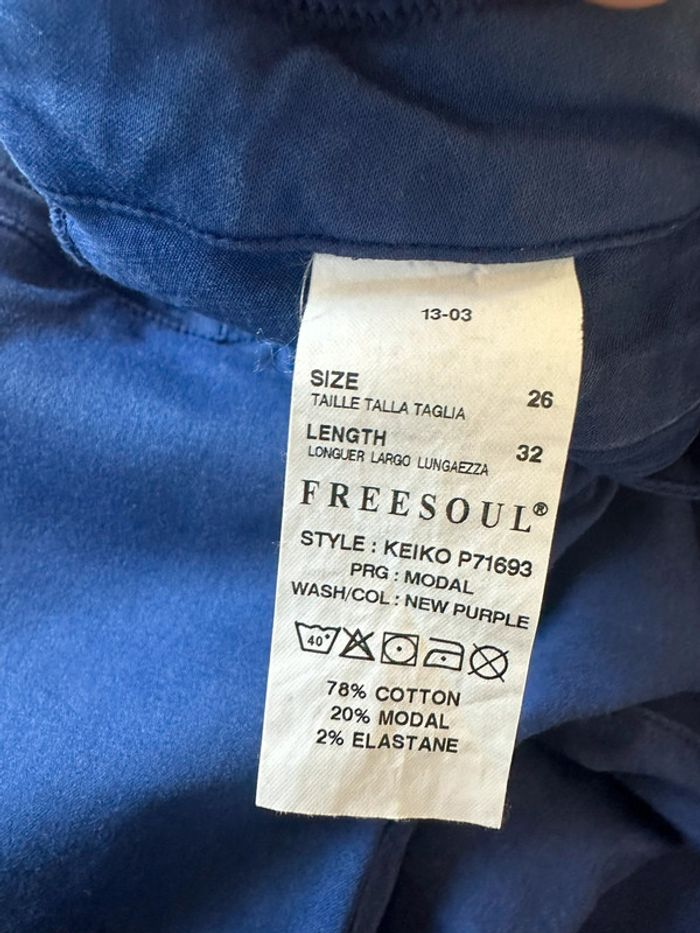 13-03
SIZE 26
TAILLE TALLA TAGLIA
LENGTH 32
LONGUER LARGO LUNGAEZZA
FREESOUL®
STYLE : KEIKO P71693
PRG : MODAL
WASH/COL : NEW PURPLE
40°
78% COTTON
20% MODAL
2% ELASTANE